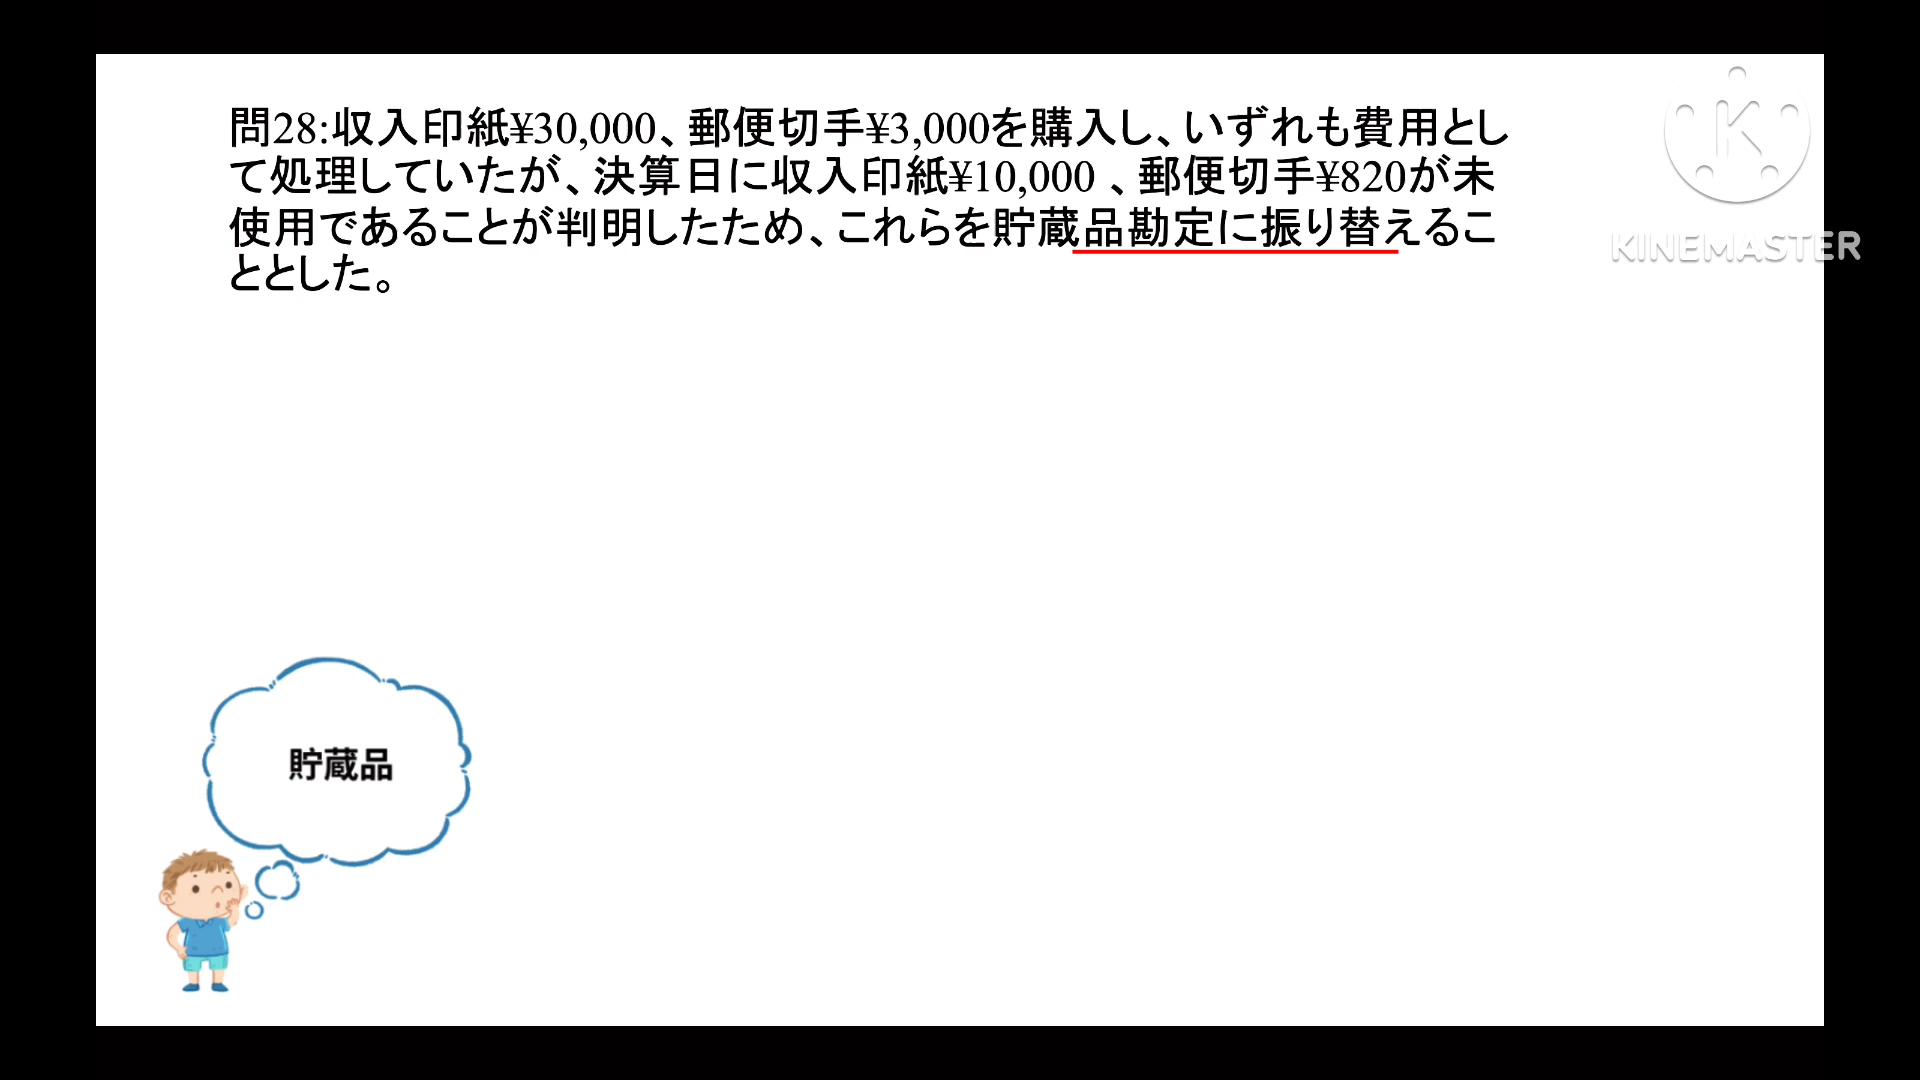 問28:収入印紙¥30,000、郵便切手¥3,000を購入し、いずれも費用とし
て処理していたが、決算日に収入印紙¥10,000 、郵便切手¥820が未
使用であることが判明したため、これらを貯蔵品勘定に振り替えるこ
ととした。
K
KINEMASTER
貯蔵品